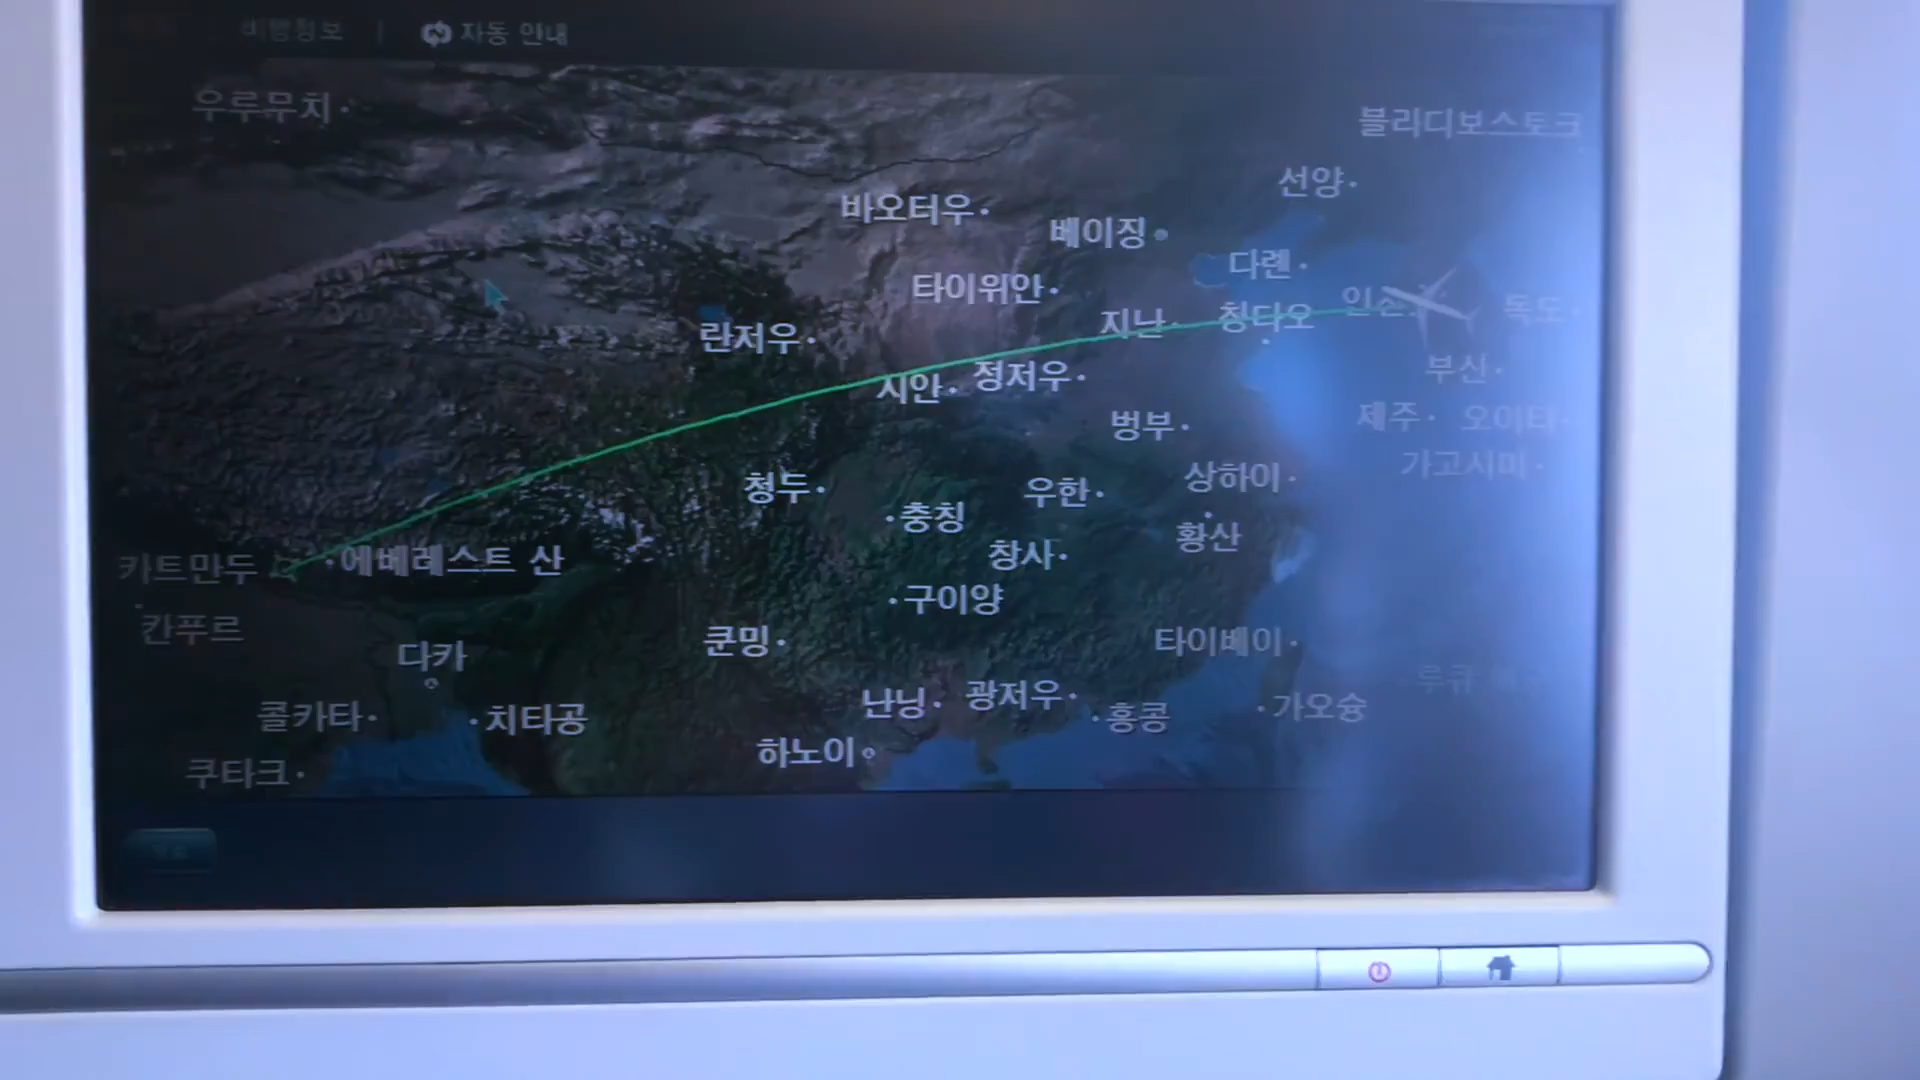 비행정보 | 자동 안내
우루무치
블라디보스토크
선양
바오터우
베이징
다롄
타이위안
인천
독도
란저우
지난
칭다오
시안
정저우
부산
벙부
제주
청두
우한
상하이
가고시마
충칭
창사
황산
카트만두
에베레스트 산
구이양
칸푸르
다카
쿤밍
타이베이
콜카타
치타공
난닝
광저우
홍콩
가오슝
하노이
쿠타크